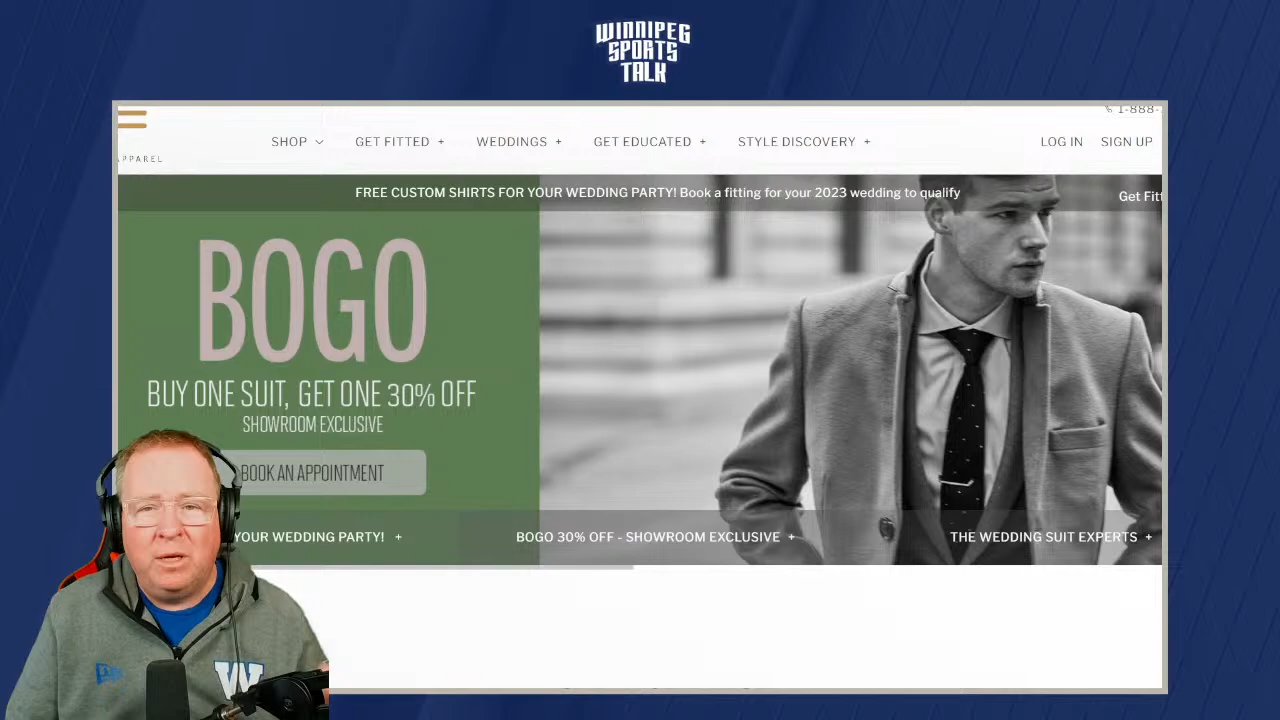 WINNIPEG
SPORTS
TALK
1-888-
APPAREL
SHOP
GET FITTED +
WEDDINGS +
GET EDUCATED +
STYLE DISCOVERY +
LOG IN
SIGN UP
FREE CUSTOM SHIRTS FOR YOUR WEDDING PARTY! Book a fitting for your 2023 wedding to qualify
Get Fitt
BOGO
BUY ONE SUIT, GET ONE 30% OFF
SHOWROOM EXCLUSIVE
BOOK AN APPOINTMENT
YOUR WEDDING PARTY! +
BOGO 30% OFF - SHOWROOM EXCLUSIVE +
THE WEDDING SUIT EXPERTS +
W